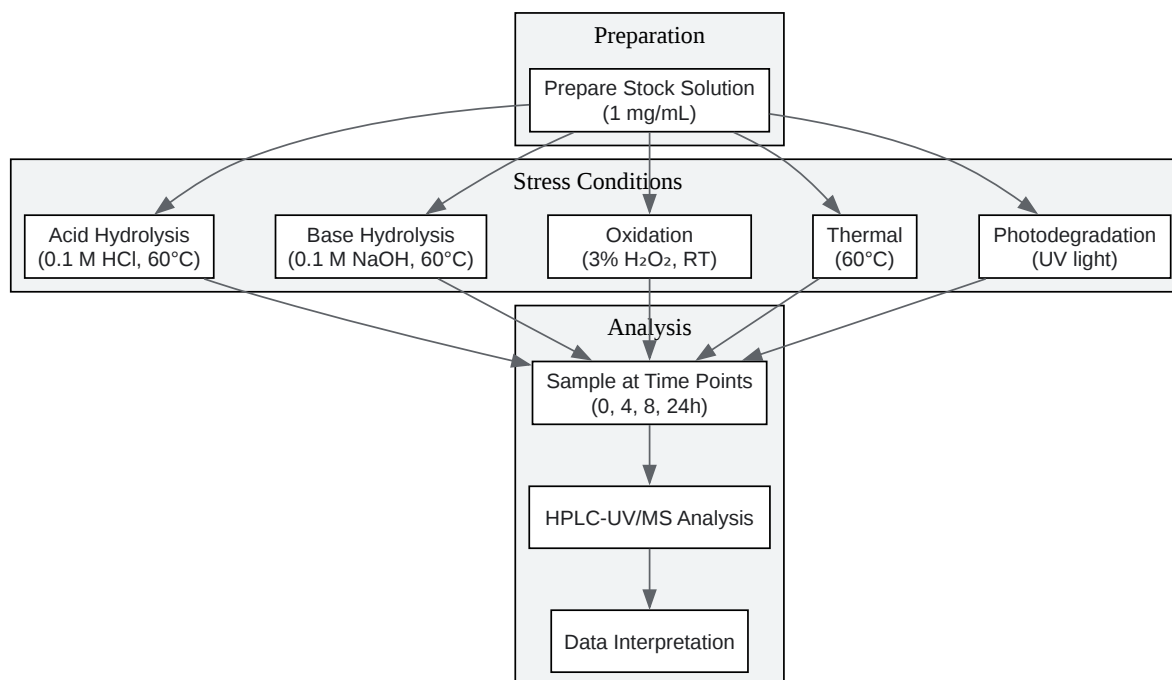 Preparation
Prepare Stock Solution
(1 mg/mL)
Stress Conditions
Acid Hydrolysis
(0.1 M HCl, 60°C)
Base Hydrolysis
(0.1 M NaOH, 60°C)
Oxidation
(3% H₂O₂, RT)
Thermal
(60°C)
Photodegradation
(UV light)
Analysis
Sample at Time Points
(0, 4, 8, 24h)
HPLC-UV/MS Analysis
Data Interpretation